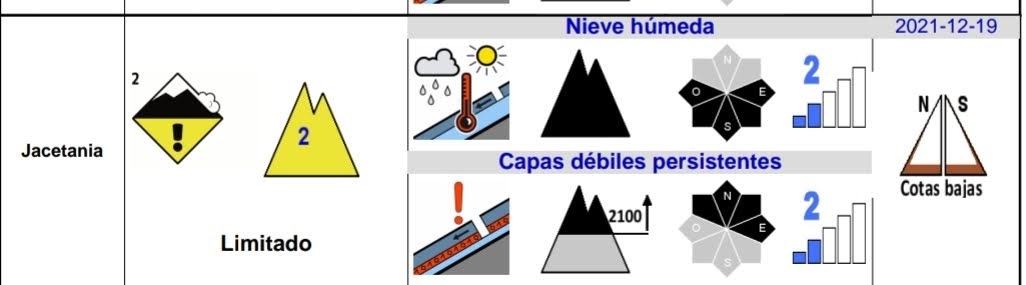 Nieve húmeda
2021-12-19
2
2
N
O E
S
2
N S
Jacetania
Capas débiles persistentes
Cotas bajas
2100
N
O E
S
2
Limitado